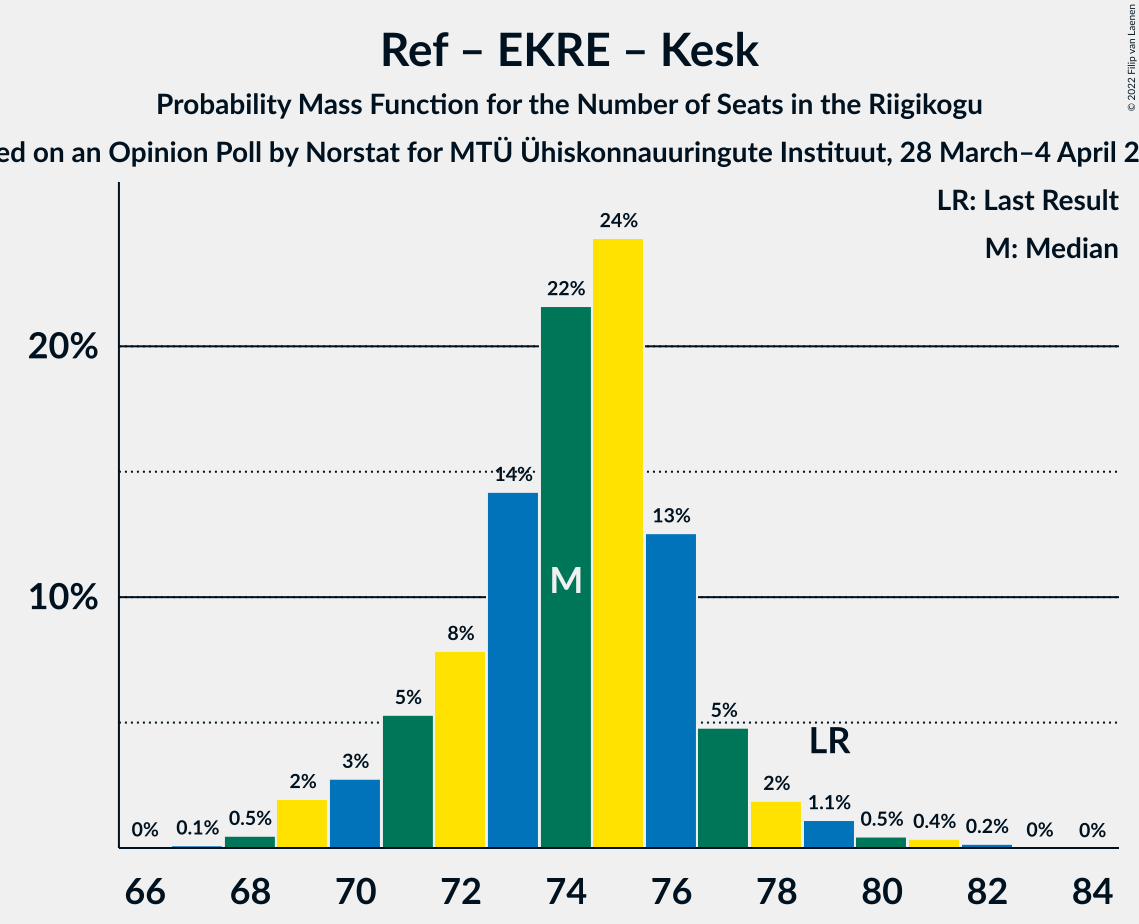 Ref – EKRE – Kesk
Probability Mass Function for the Number of Seats in the Riigikogu
on an Opinion Poll by Norstat for MTÜ Ühiskonnauuringute Instituut, 28 March–4 April
© 2022 Filip van Laenen
LR: Last Result
M: Median
24%
22%
20%
14%
13%
M
10%
8%
5%
5%
LR
3%
2%
2%
1.1%
0%
0.1%
0.5%
0.5%
0.4%
0.2%
0%
0%
66 68 70 72 74 76 78 80 82 84